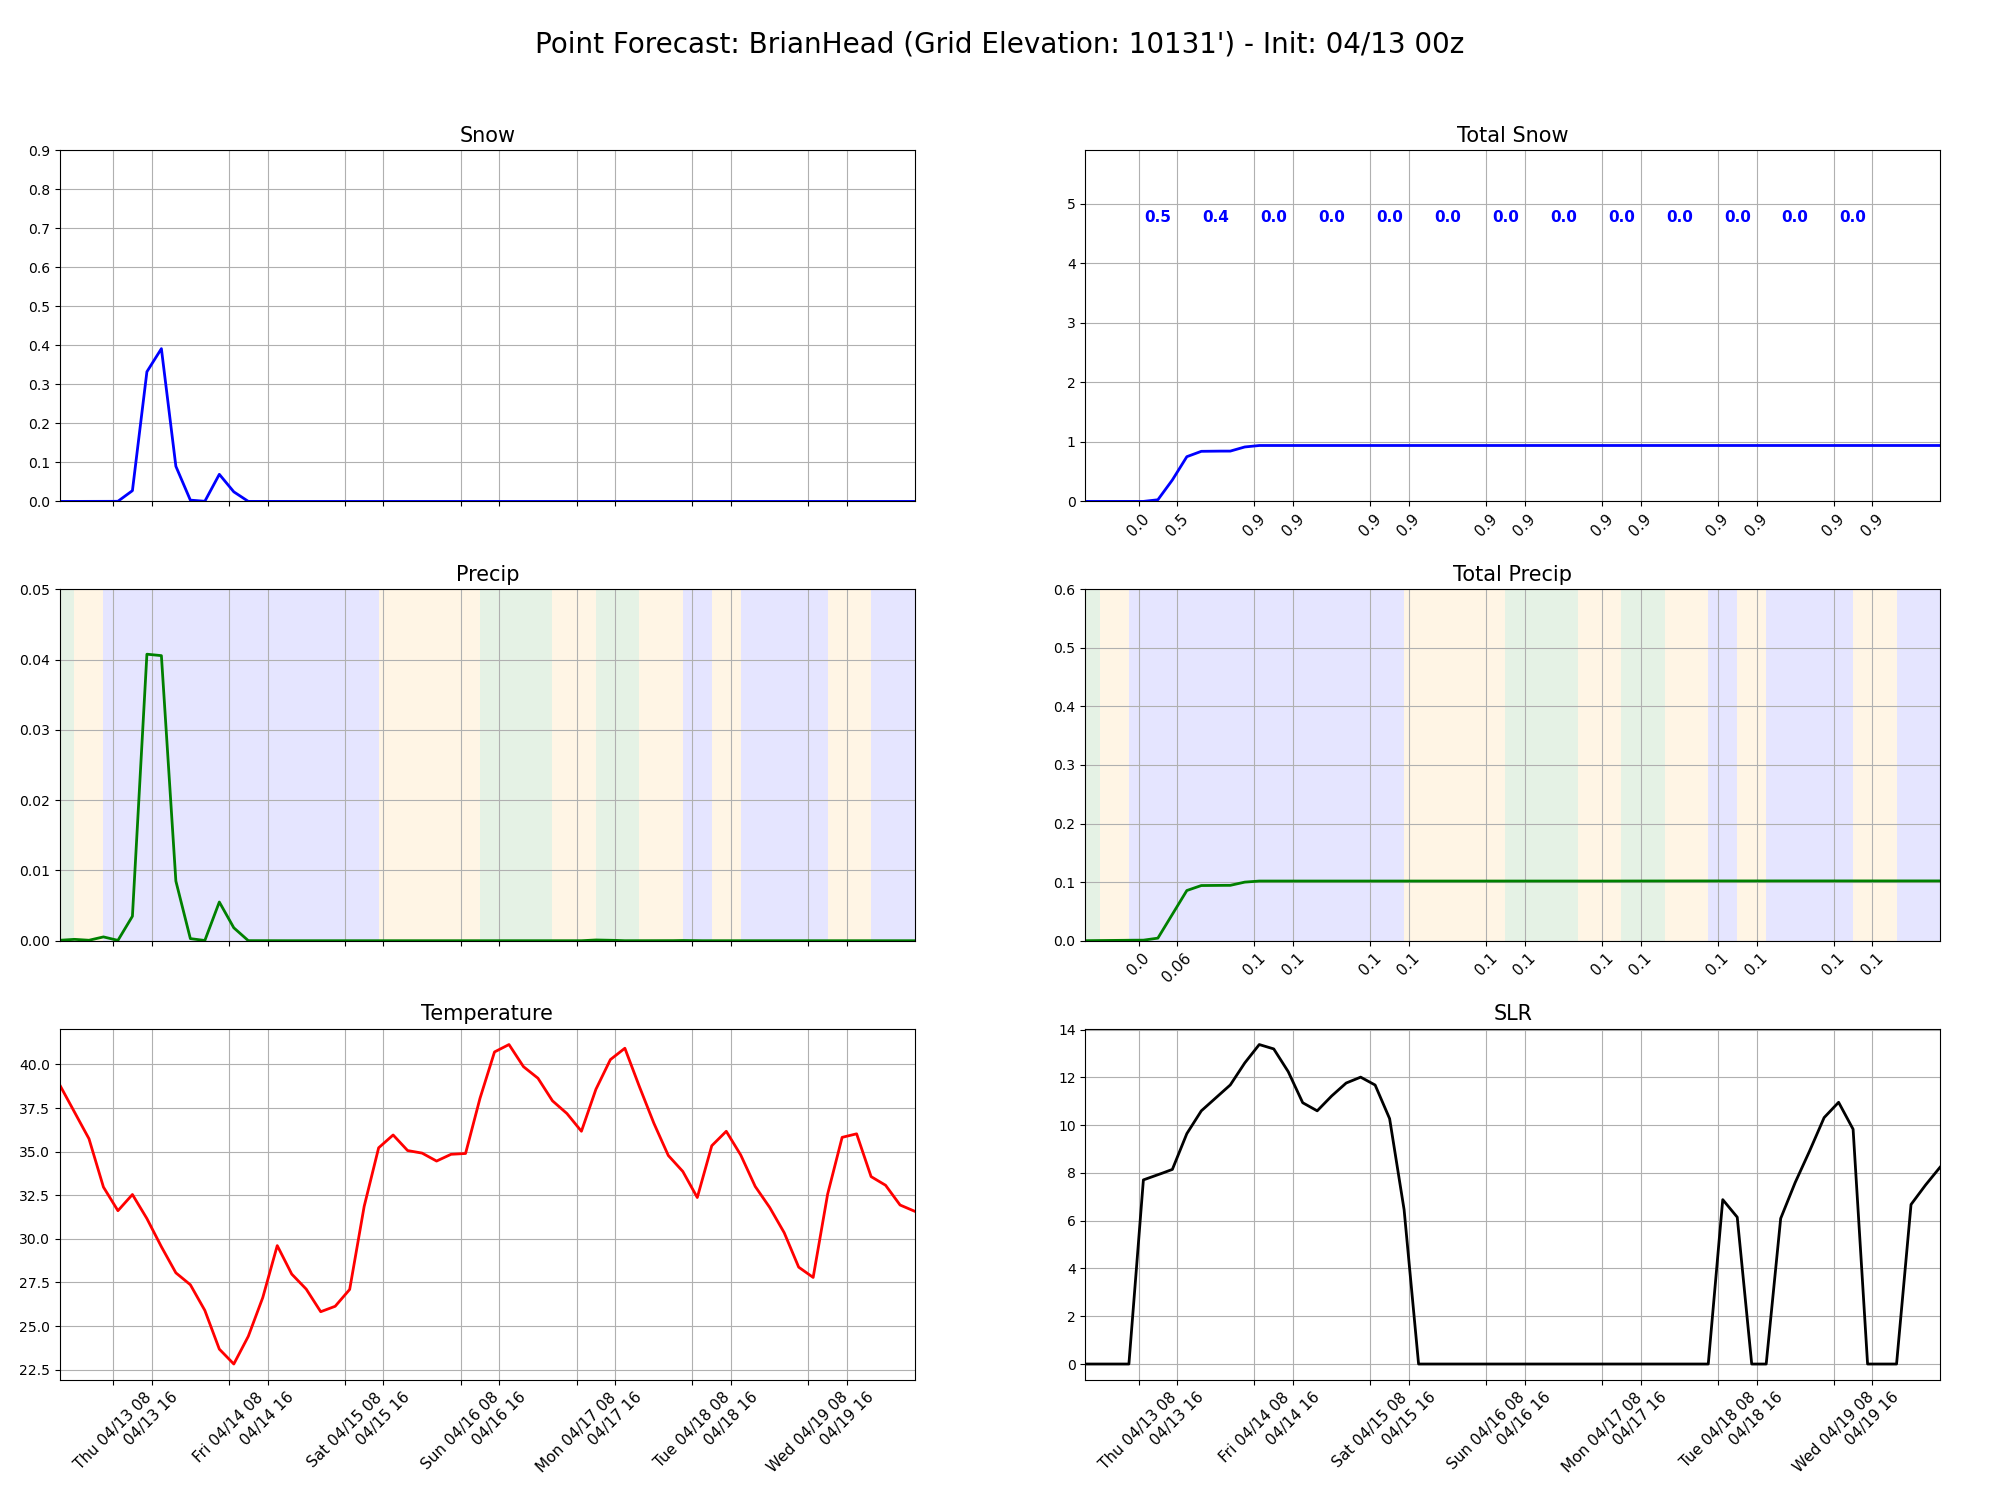 Point Forecast: BrianHead (Grid Elevation: 10131') - Init: 04/13 00z
Snow
0.9
0.8
0.7
0.6
0.5
0.4
0.3
0.2
0.1
0.0
Total Snow
5
4
3
2
1
0
0.5 0.4 0.0 0.0 0.0 0.0 0.0 0.0 0.0 0.0 0.0 0.0 0.0
0.0 0.5 0.9 0.9 0.9 0.9 0.9 0.9 0.9 0.9 0.9 0.9 0.9 0.9
Precip
0.05
0.04
0.03
0.02
0.01
0.00
Total Precip
0.6
0.5
0.4
0.3
0.2
0.1
0.0
0.0 0.06 0.1 0.1 0.1 0.1 0.1 0.1 0.1 0.1 0.1 0.1 0.1 0.1
Temperature
40.0
37.5
35.0
32.5
30.0
27.5
25.0
22.5
Thu 04/13 08
04/13 16
Fri 04/14 08
04/14 16
Sat 04/15 08
04/15 16
Sun 04/16 08
04/16 16
Mon 04/17 08
04/17 16
Tue 04/18 08
04/18 16
Wed 04/19 08
04/19 16
SLR
14
12
10
8
6
4
2
0
Thu 04/13 08
04/13 16
Fri 04/14 08
04/14 16
Sat 04/15 08
04/15 16
Sun 04/16 08
04/16 16
Mon 04/17 08
04/17 16
Tue 04/18 08
04/18 16
Wed 04/19 08
04/19 16